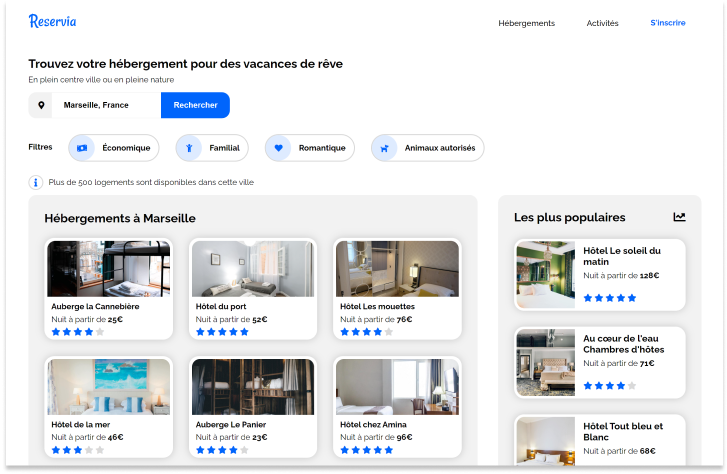 Reservia
Hébergements
Activités
S'inscrire
Trouvez votre hébergement pour des vacances de rêve
En plein centre ville ou en pleine nature
Marseille, France
Rechercher
Filtres
Économique
Familial
Romantique
Animaux autorisés
Plus de 500 logements sont disponibles dans cette ville
Hébergements à Marseille
Auberge la Cannebière
Nuit à partir de 25€
Hôtel du port
Nuit à partir de 52€
Hôtel Les mouettes
Nuit à partir de 76€
Hôtel de la mer
Nuit à partir de 46€
Auberge Le Panier
Nuit à partir de 23€
Hôtel chez Amina
Nuit à partir de 96€
Les plus populaires
Hôtel Le soleil du
matin
Nuit à partir de 128€
Au cœur de l'eau
Chambres d'hôtes
Nuit à partir de 71€
Hôtel Tout bleu et
Blanc
Nuit à partir de 68€